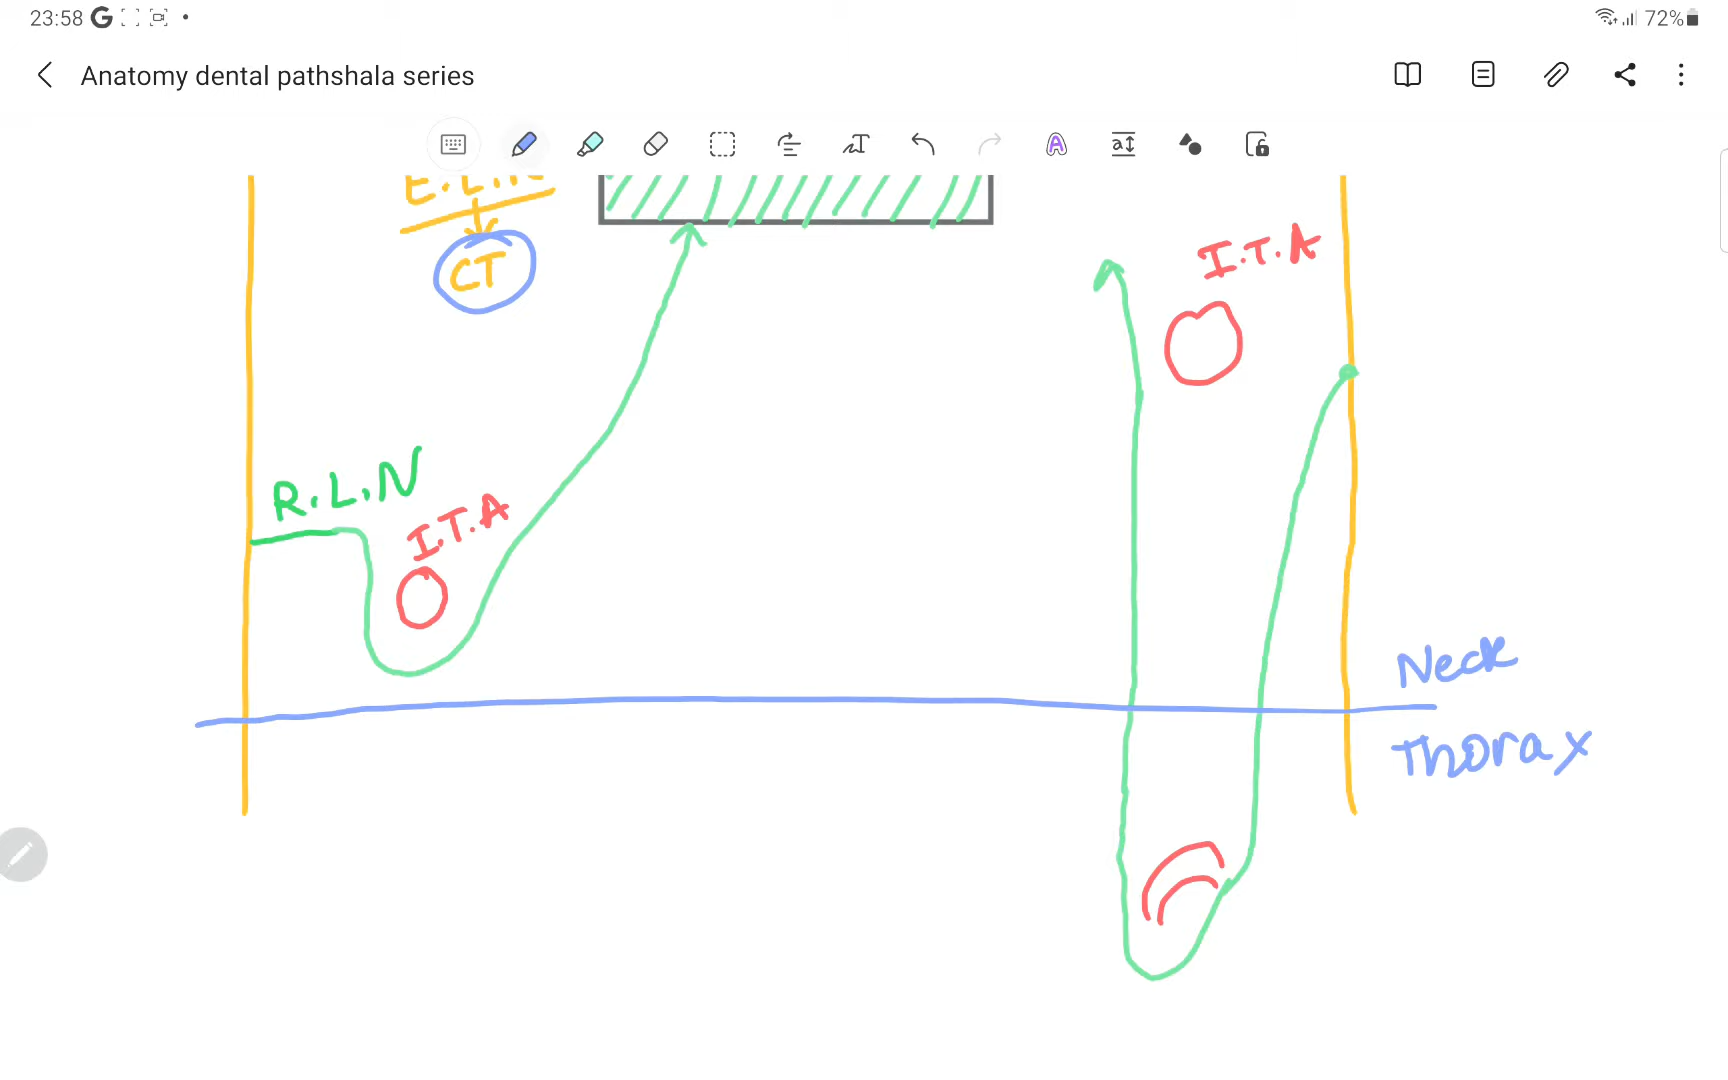 23:58 G 72%
Anatomy dental pathshala series
E.L.N
CT
I.T.A
R.L.N
I.T.A
Neck
Thorax